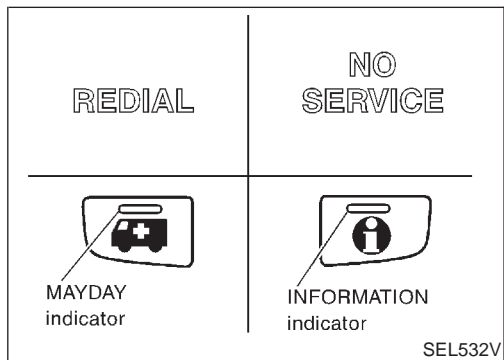 REDIAL
NO
SERVICE
MAYDAY
indicator
INFORMATION
indicator
SEL532V